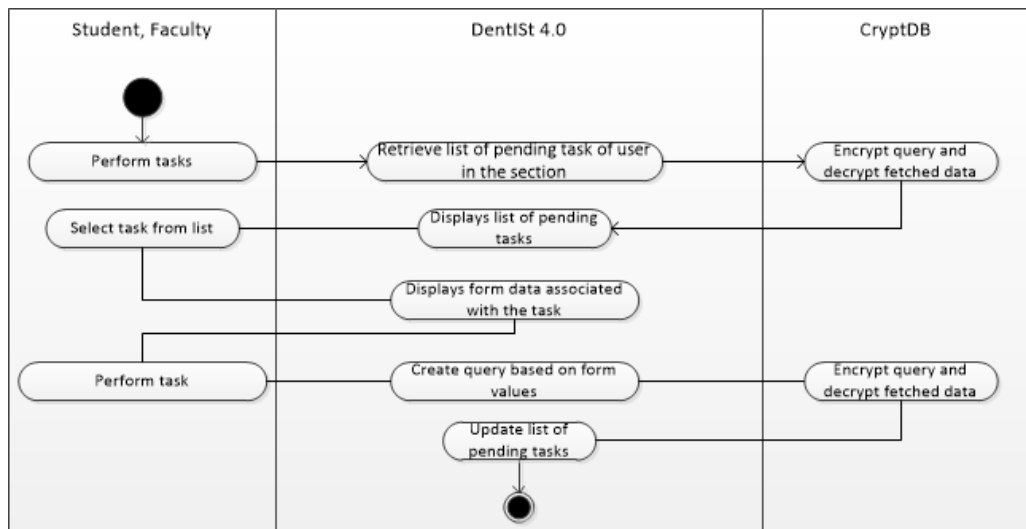 Student, Faculty
DentISt 4.0
CryptDB
Perform tasks
Retrieve list of pending task of user
in the section
Encrypt query and
decrypt fetched data
Select task from list
Displays list of pending
tasks
Displays form data associated
with the task
Perform task
Create query based on form
values
Encrypt query and
decrypt fetched data
Update list of
pending tasks